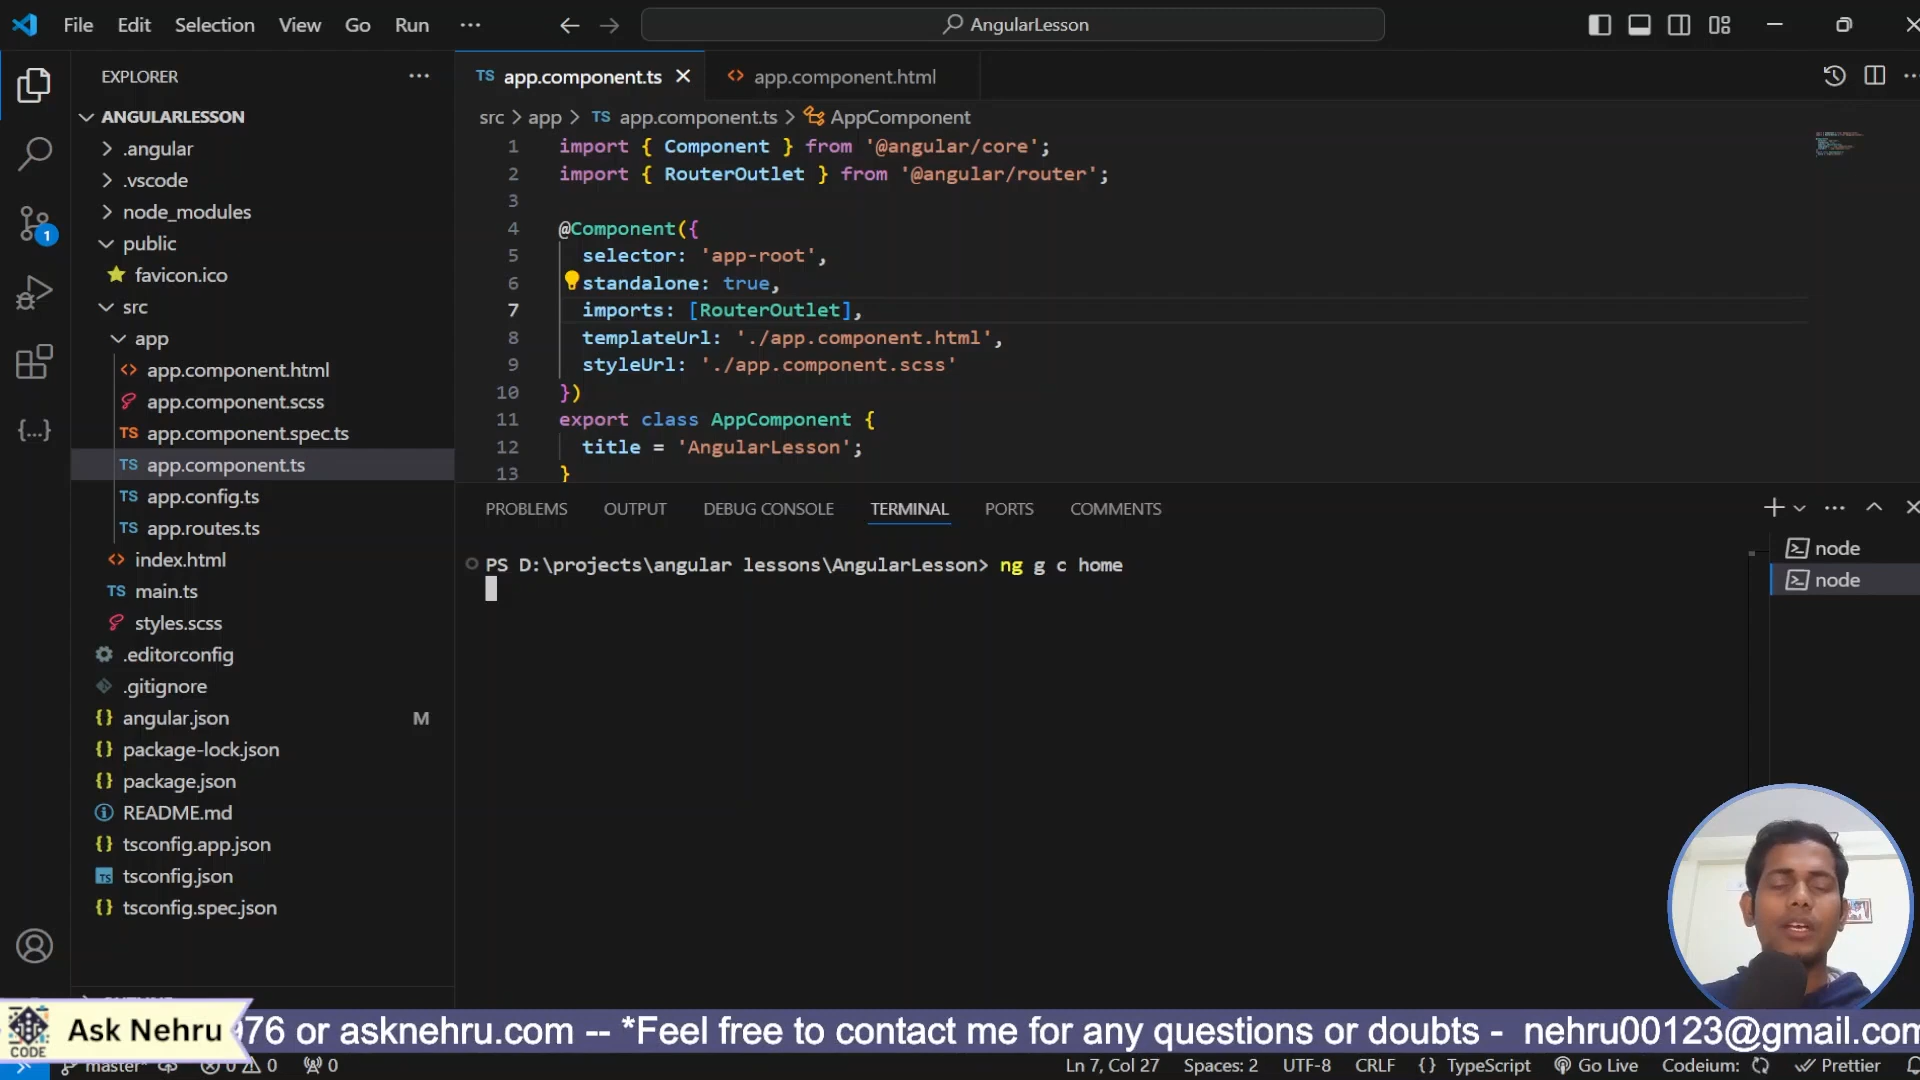 File Edit Selection View Go Run ··· AngularLesson
EXPLORER ···
ANGULARLESSON
.angular
.vscode
node_modules
public
favicon.ico
src
app
<> app.component.html
app.component.scss
TS app.component.spec.ts
TS app.component.ts
TS app.config.ts
TS app.routes.ts
<> index.html
TS main.ts
styles.scss
.editorconfig
.gitignore
{} angular.json M
{} package-lock.json
{} package.json
README.md
{} tsconfig.app.json
TS tsconfig.json
{} tsconfig.spec.json
1
{...}
TS app.component.ts <> app.component.html
src > app > TS app.component.ts > AppComponent
1 import { Component } from '@angular/core';
2 import { RouterOutlet } from '@angular/router';
3
4 @Component({
5 selector: 'app-root',
6 standalone: true,
7 imports: [RouterOutlet],
8 templateUrl: './app.component.html',
9 styleUrl: './app.component.scss'
10 })
11 export class AppComponent {
12 title = 'AngularLesson';
13 }
PROBLEMS OUTPUT DEBUG CONSOLE TERMINAL PORTS COMMENTS
PS D:\projects\angular lessons\AngularLesson> ng g c home
node
node
CODE
Ask Nehru
976 or asknehru.com -- *Feel free to contact me for any questions or doubts - nehru00123@gmail.com
master* 0 0 0 Ln 7, Col 27 Spaces: 2 UTF-8 CRLF {} TypeScript Go Live Codeium: Prettier